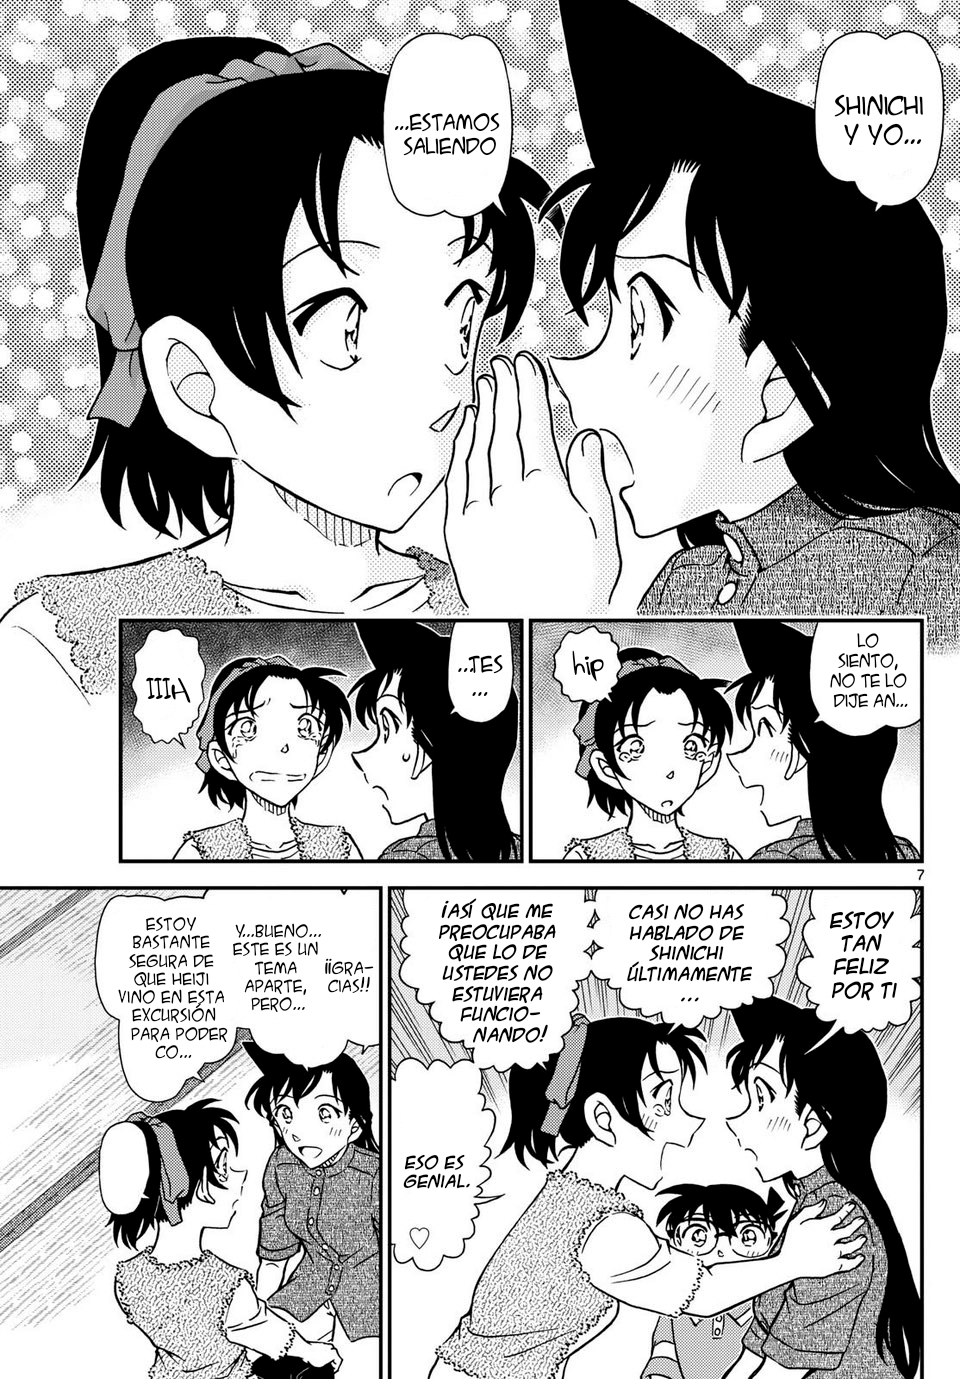 SHINICHI
Y YO...
...ESTAMOS
SALIENDO
LO
SIENTO,
NO TE LO
DIJE AN...
hip
...TES
...
IIIH
7
ESTOY
TAN
FELIZ
POR TI
CASI NO HAS
HABLADO DE
SHINICHI
ÚLTIMAMENTE
...
¡ASÍ QUE ME
PREOCUPABA
QUE LO DE
USTEDES NO
ESTUVIERA
FUNCIO-
NANDO!
ESO ES
GENIAL.
♡
¡¡GRA-
CIAS!!
Y...BUENO...
ESTE ES UN
TEMA
APARTE,
PERO...
ESTOY
BASTANTE
SEGURA DE
QUE HEIJI
VINO EN ESTA
EXCURSIÓN
PARA PODER
CO...